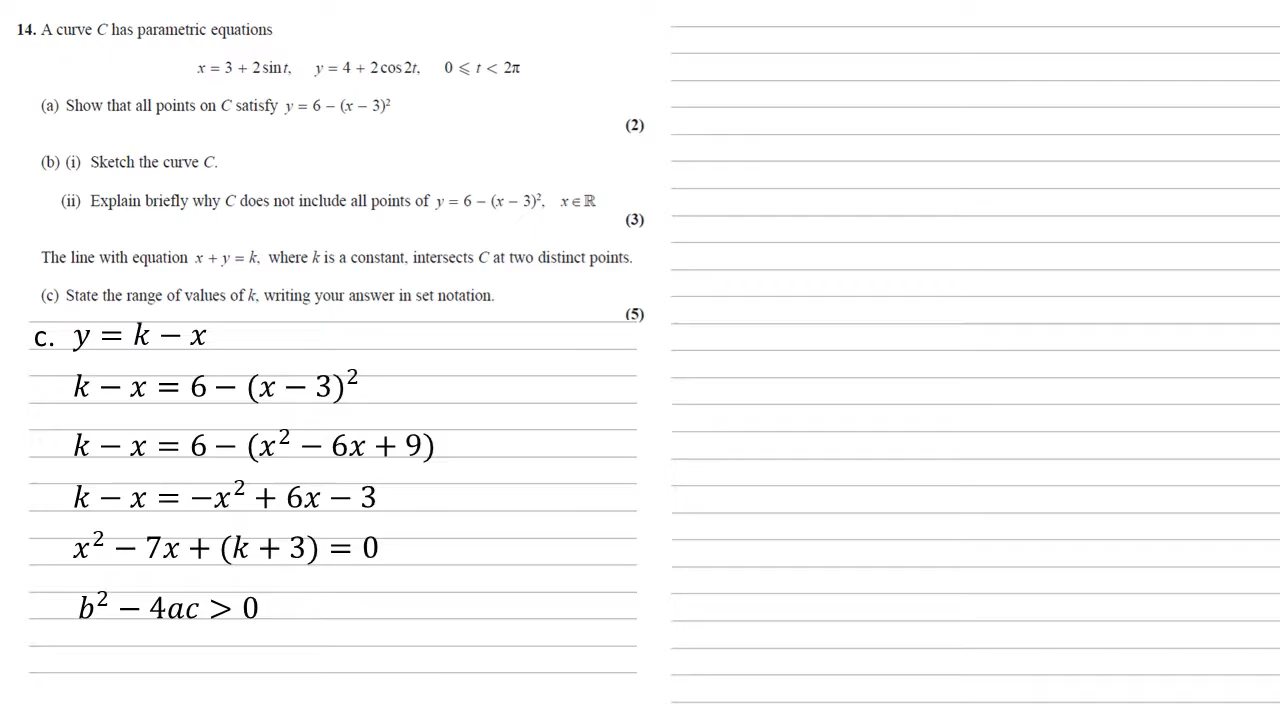 14. A curve C has parametric equations
x = 3 + 2 sin t, y = 4 + 2 cos 2t, 0 ⩽ t < 2π
(a) Show that all points on C satisfy y = 6 − (x − 3)²
(2)
(b) (i) Sketch the curve C.
(ii) Explain briefly why C does not include all points of y = 6 − (x − 3)², x ∈ ℝ
(3)
The line with equation x + y = k, where k is a constant, intersects C at two distinct points.
(c) State the range of values of k, writing your answer in set notation.
(5)
c. y = k − x
k − x = 6 − (x − 3)²
k − x = 6 − (x² − 6x + 9)
k − x = −x² + 6x − 3
x² − 7x + (k + 3) = 0
b² − 4ac > 0